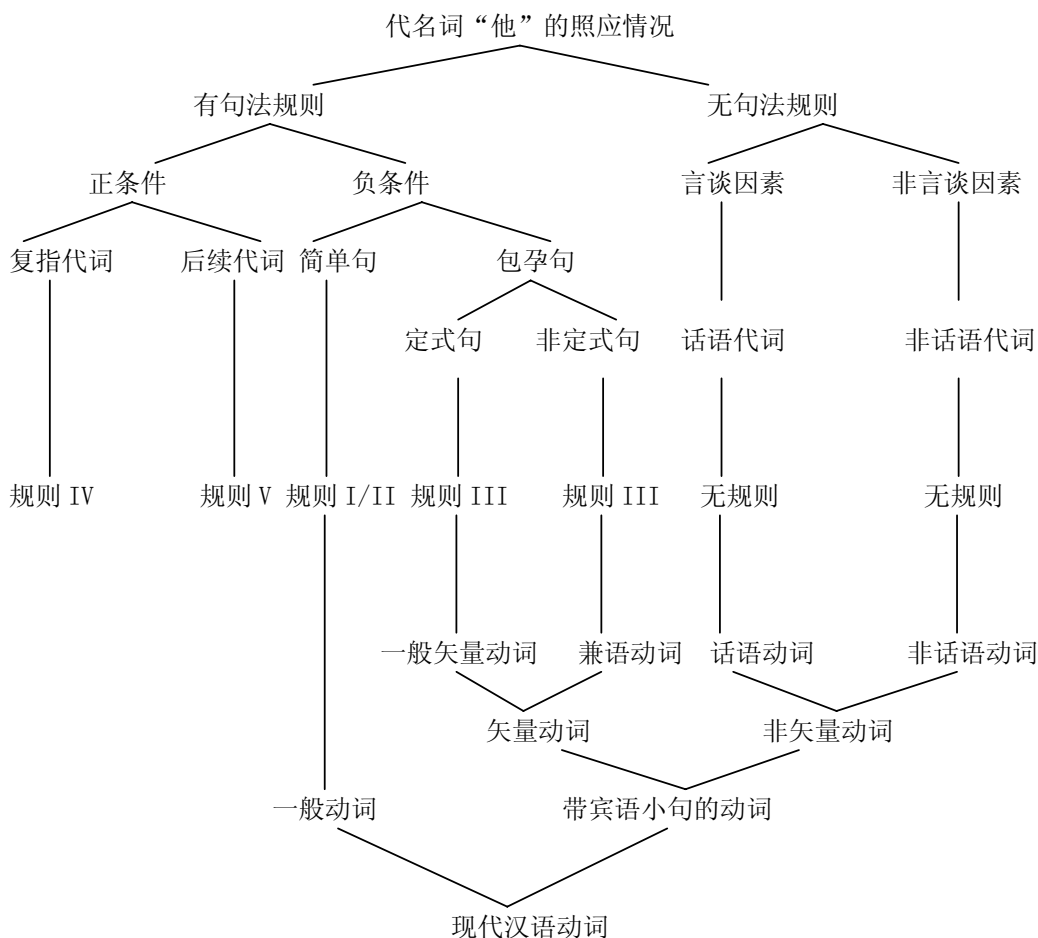 代名词“他”的照应情况
有句法规则 无句法规则
正条件 负条件 言谈因素 非言谈因素
复指代词 后续代词 简单句 包孕句
定式句 非定式句 话语代词 非话语代词
规则 IV 规则 V 规则 I/II 规则 III 规则 III 无规则 无规则
一般矢量动词 兼语动词 话语动词 非话语动词
矢量动词 非矢量动词
一般动词 带宾语小句的动词
现代汉语动词